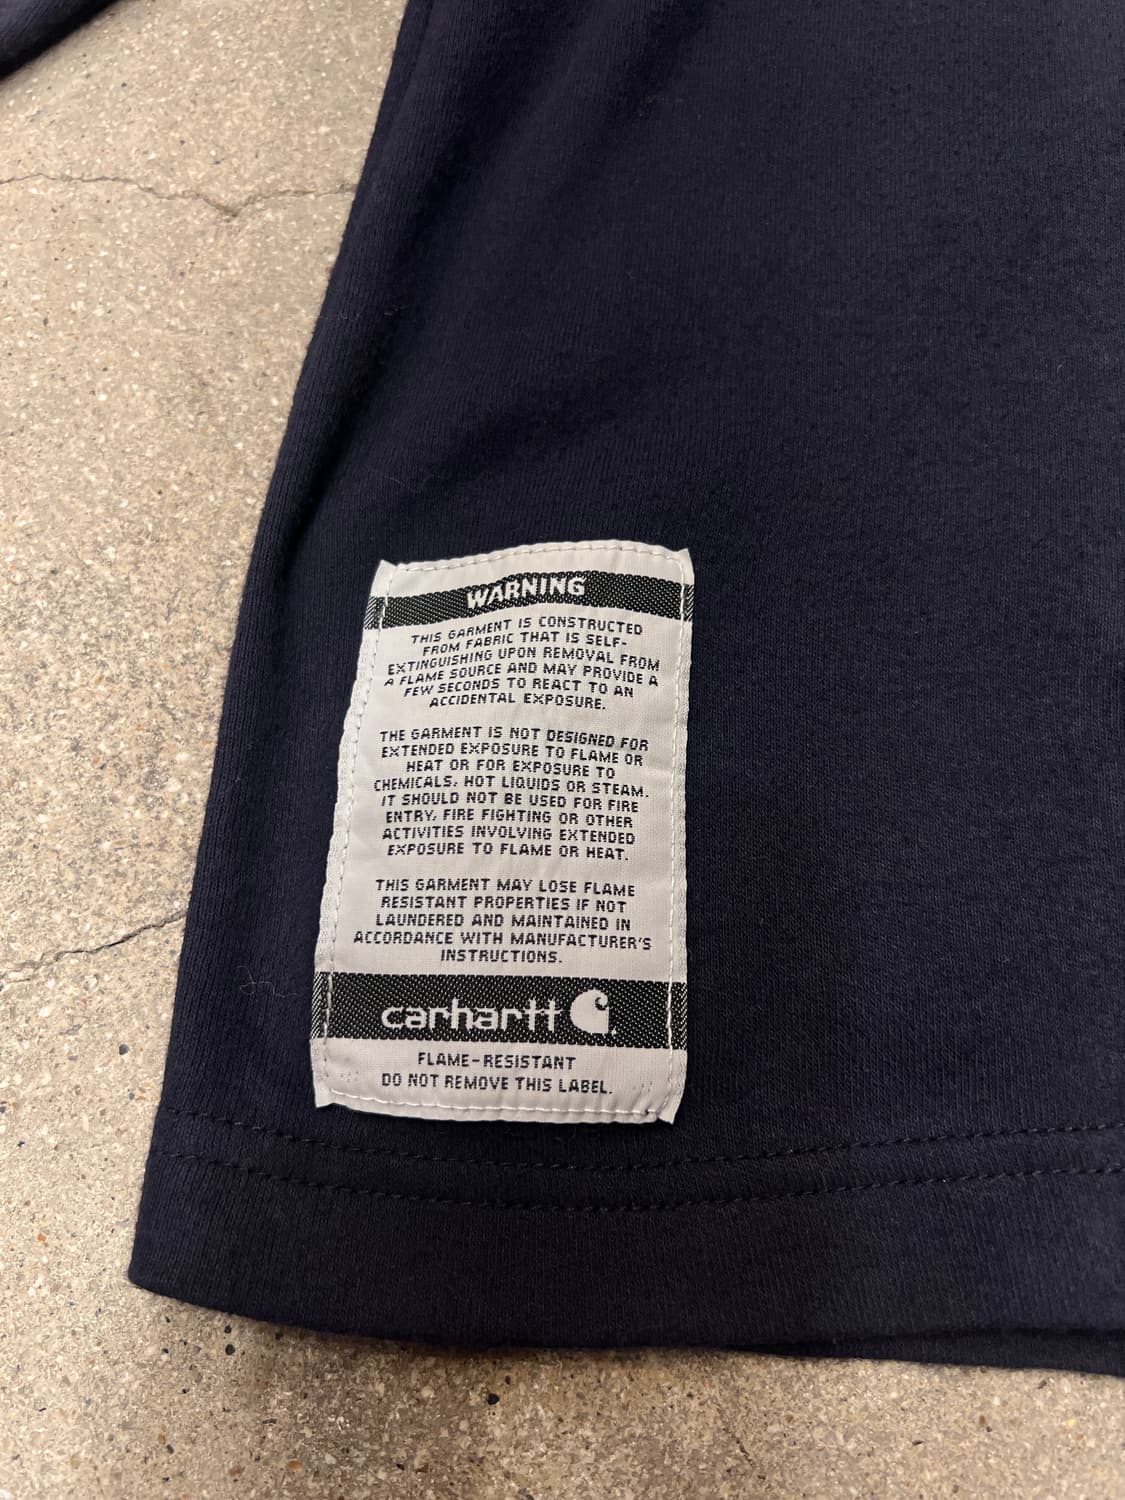 WARNING
THIS GARMENT IS CONSTRUCTED
FROM FABRIC THAT IS SELF-
EXTINGUISHING UPON REMOVAL FROM
A FLAME SOURCE AND MAY PROVIDE A
FEW SECONDS TO REACT TO AN
ACCIDENTAL EXPOSURE.
THE GARMENT IS NOT DESIGNED FOR
EXTENDED EXPOSURE TO FLAME OR
HEAT OR FOR EXPOSURE TO
CHEMICALS, HOT LIQUIDS OR STEAM.
IT SHOULD NOT BE USED FOR FIRE
ENTRY, FIRE FIGHTING OR OTHER
ACTIVITIES INVOLVING EXTENDED
EXPOSURE TO FLAME OR HEAT.
THIS GARMENT MAY LOSE FLAME
RESISTANT PROPERTIES IF NOT
LAUNDERED AND MAINTAINED IN
ACCORDANCE WITH MANUFACTURER'S
INSTRUCTIONS.
carhartt
FLAME-RESISTANT
DO NOT REMOVE THIS LABEL.